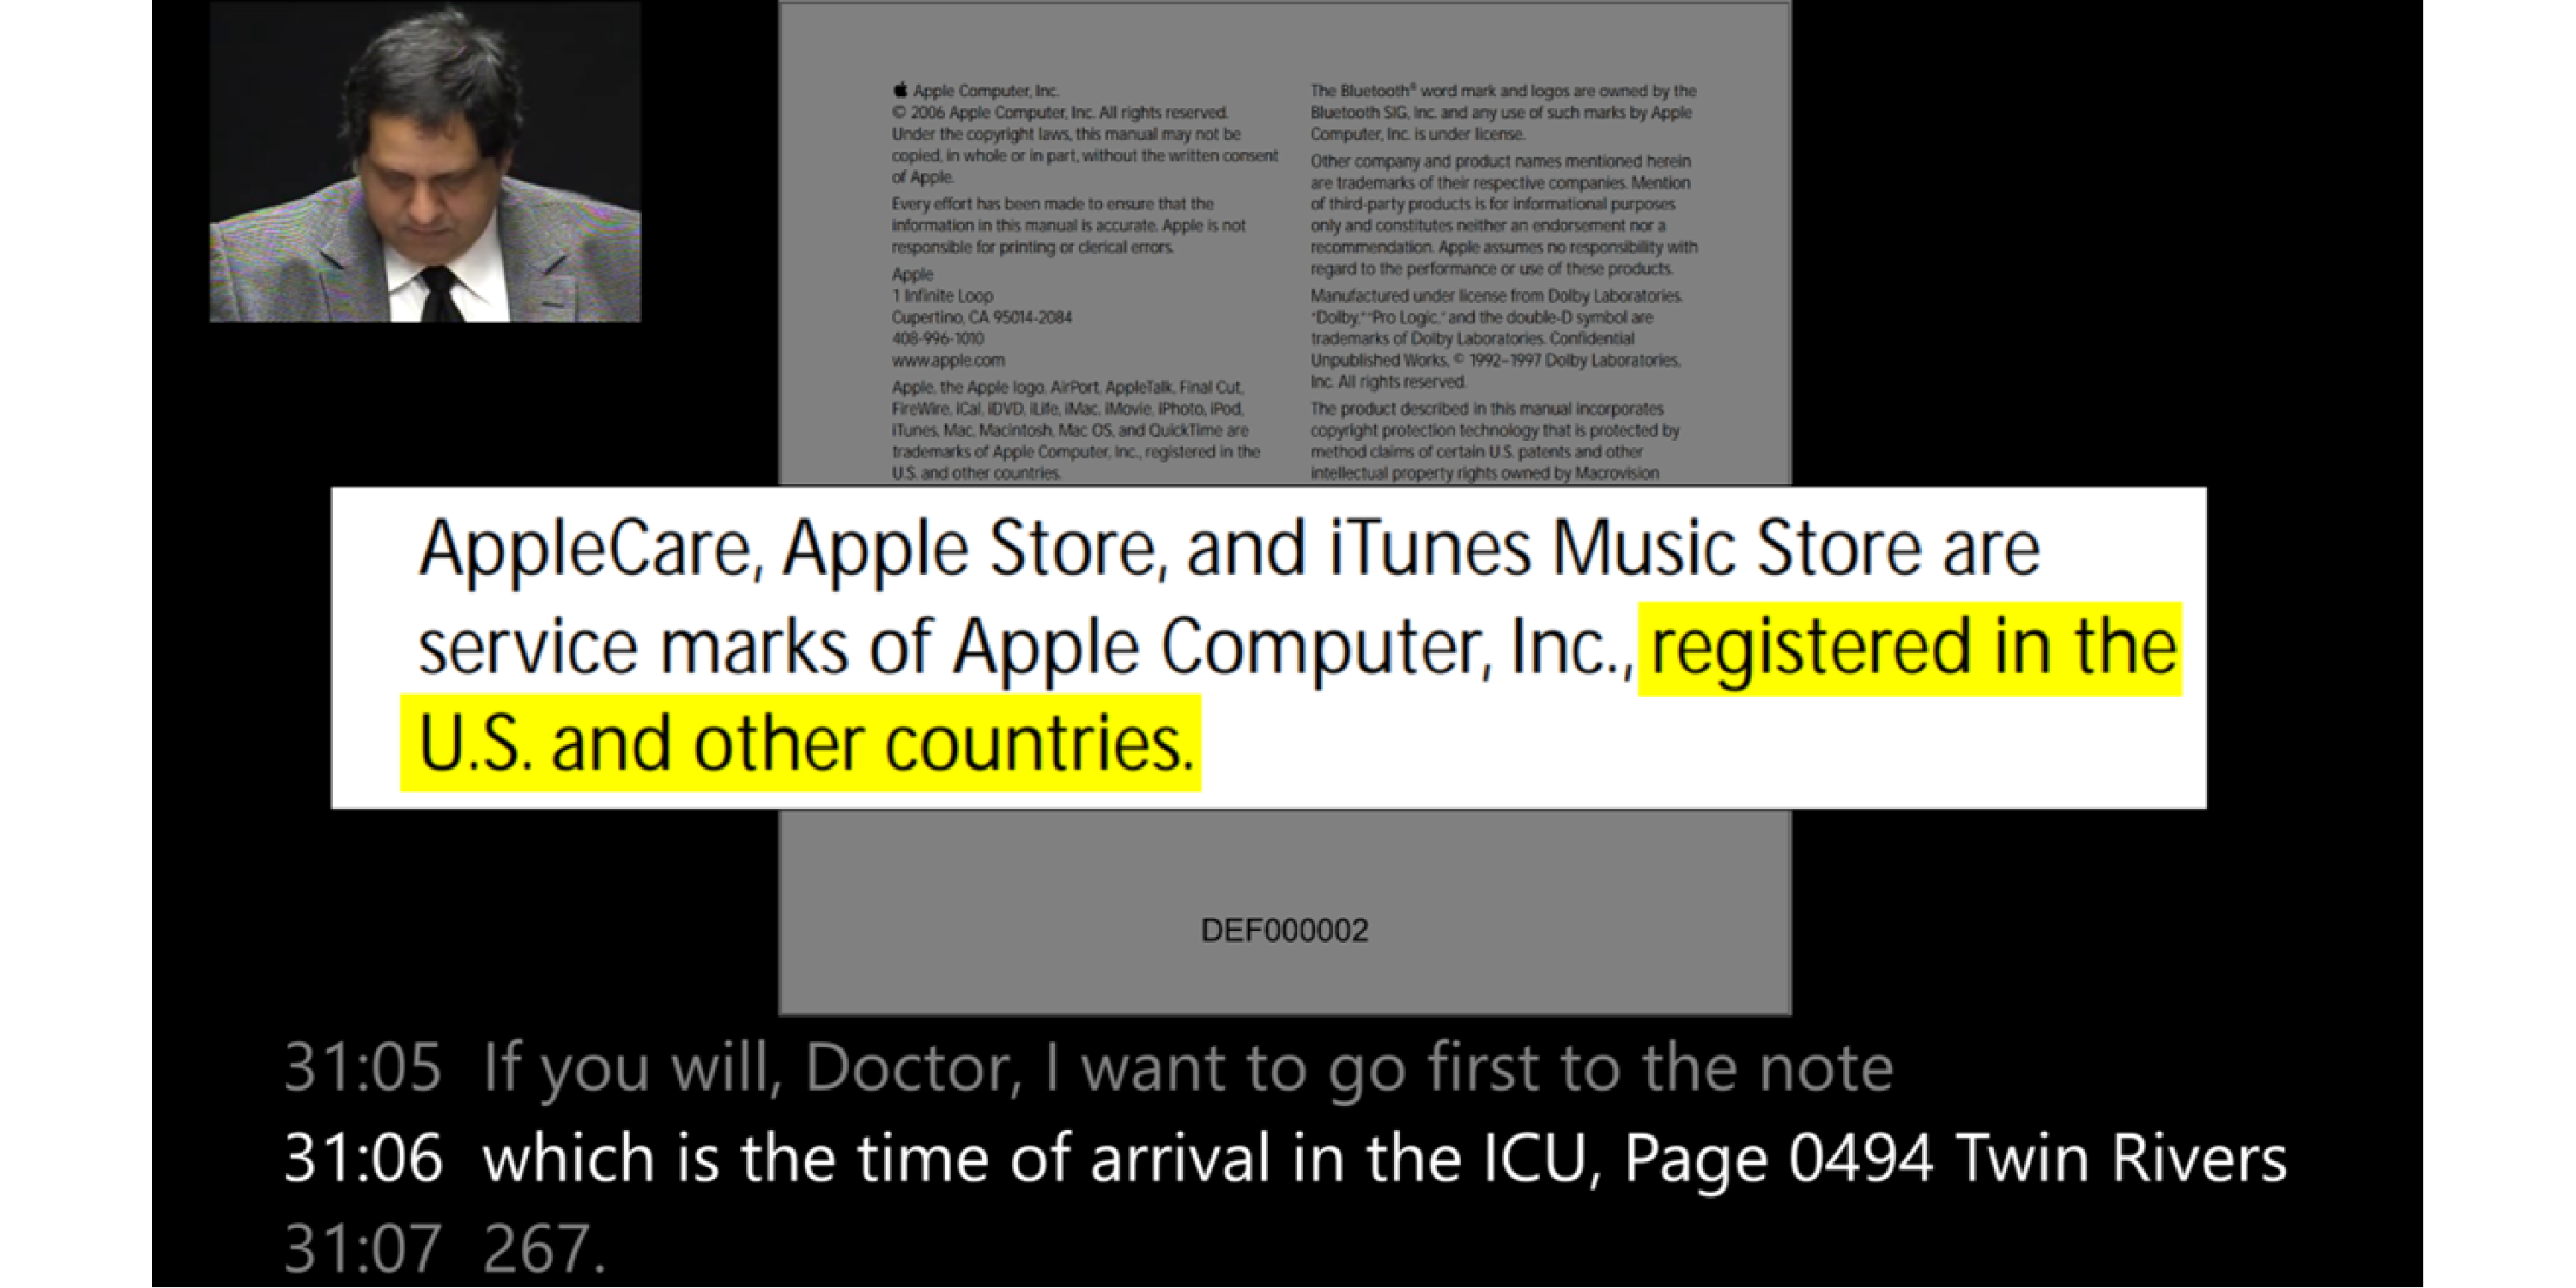 Apple Computer, Inc.
© 2006 Apple Computer, Inc. All rights reserved.
Under the copyright laws, this manual may not be
copied, in whole or in part, without the written consent
of Apple.
Every effort has been made to ensure that the
information in this manual is accurate. Apple is not
responsible for printing or clerical errors.
Apple
1 Infinite Loop
Cupertino, CA 95014-2084
408-996-1010
www.apple.com
Apple, the Apple logo, AirPort, AppleTalk, Final Cut,
FireWire, iCal, iDVD, iLife, iMac, iMovie, iPhoto, iPod,
iTunes, Mac, Macintosh, Mac OS, and QuickTime are
trademarks of Apple Computer, Inc., registered in the
U.S. and other countries.
The Bluetooth® word mark and logos are owned by the
Bluetooth SIG, Inc. and any use of such marks by Apple
Computer, Inc. is under license.
Other company and product names mentioned herein
are trademarks of their respective companies. Mention
of third-party products is for informational purposes
only and constitutes neither an endorsement nor a
recommendation. Apple assumes no responsibility with
regard to the performance or use of these products.
Manufactured under license from Dolby Laboratories.
“Dolby,” “Pro Logic,” and the double-D symbol are
trademarks of Dolby Laboratories. Confidential
Unpublished Works, © 1992–1997 Dolby Laboratories,
Inc. All rights reserved.
The product described in this manual incorporates
copyright protection technology that is protected by
method claims of certain U.S. patents and other
intellectual property rights owned by Macrovision
AppleCare, Apple Store, and iTunes Music Store are
service marks of Apple Computer, Inc., registered in the
U.S. and other countries.
DEF000002
31:05 If you will, Doctor, I want to go first to the note
31:06 which is the time of arrival in the ICU, Page 0494 Twin Rivers
31:07 267.